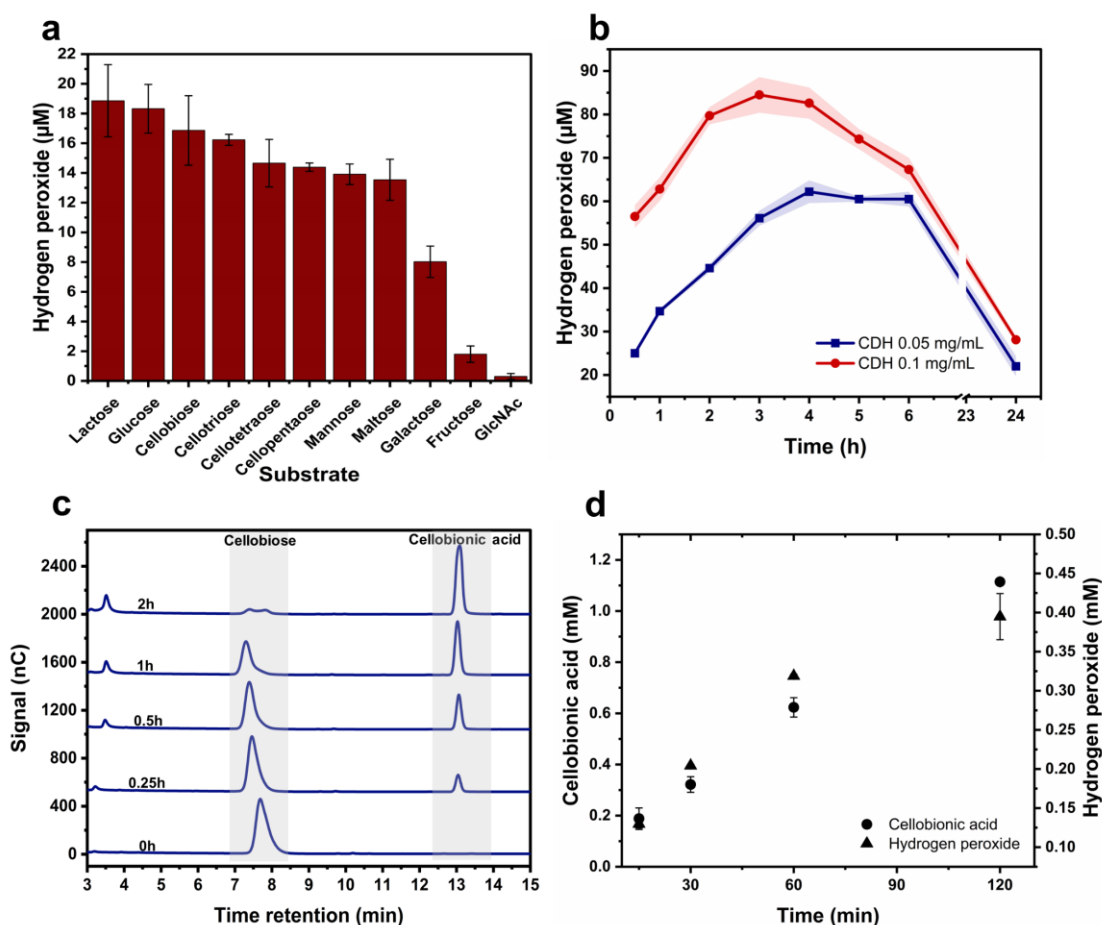 a
Hydrogen peroxide (µM)
22
20
18
16
14
12
10
8
6
4
2
0
Lactose
Glucose
Cellobiose
Cellotriose
Cellotetraose
Cellopentaose
Mannose
Maltose
Galactose
Fructose
GlcNAc
Substrate
b
Hydrogen peroxide (µM)
90
80
70
60
50
40
30
20
CDH 0.05 mg/mL
CDH 0.1 mg/mL
0 1 2 3 4 5 6 23 24
Time (h)
c
Signal (nC)
2400
2000
1600
1200
800
400
0
Cellobiose
Cellobionic acid
2h
1h
0.5h
0.25h
0h
3 4 5 6 7 8 9 10 11 12 13 14 15
Time retention (min)
d
Cellobionic acid (mM)
1.2
1.0
0.8
0.6
0.4
0.2
0.0
Cellobionic acid
Hydrogen peroxide
30 60 90 120
Time (min)
0.50
0.45
0.40
0.35
0.30
0.25
0.20
0.15
0.10
Hydrogen peroxide (mM)